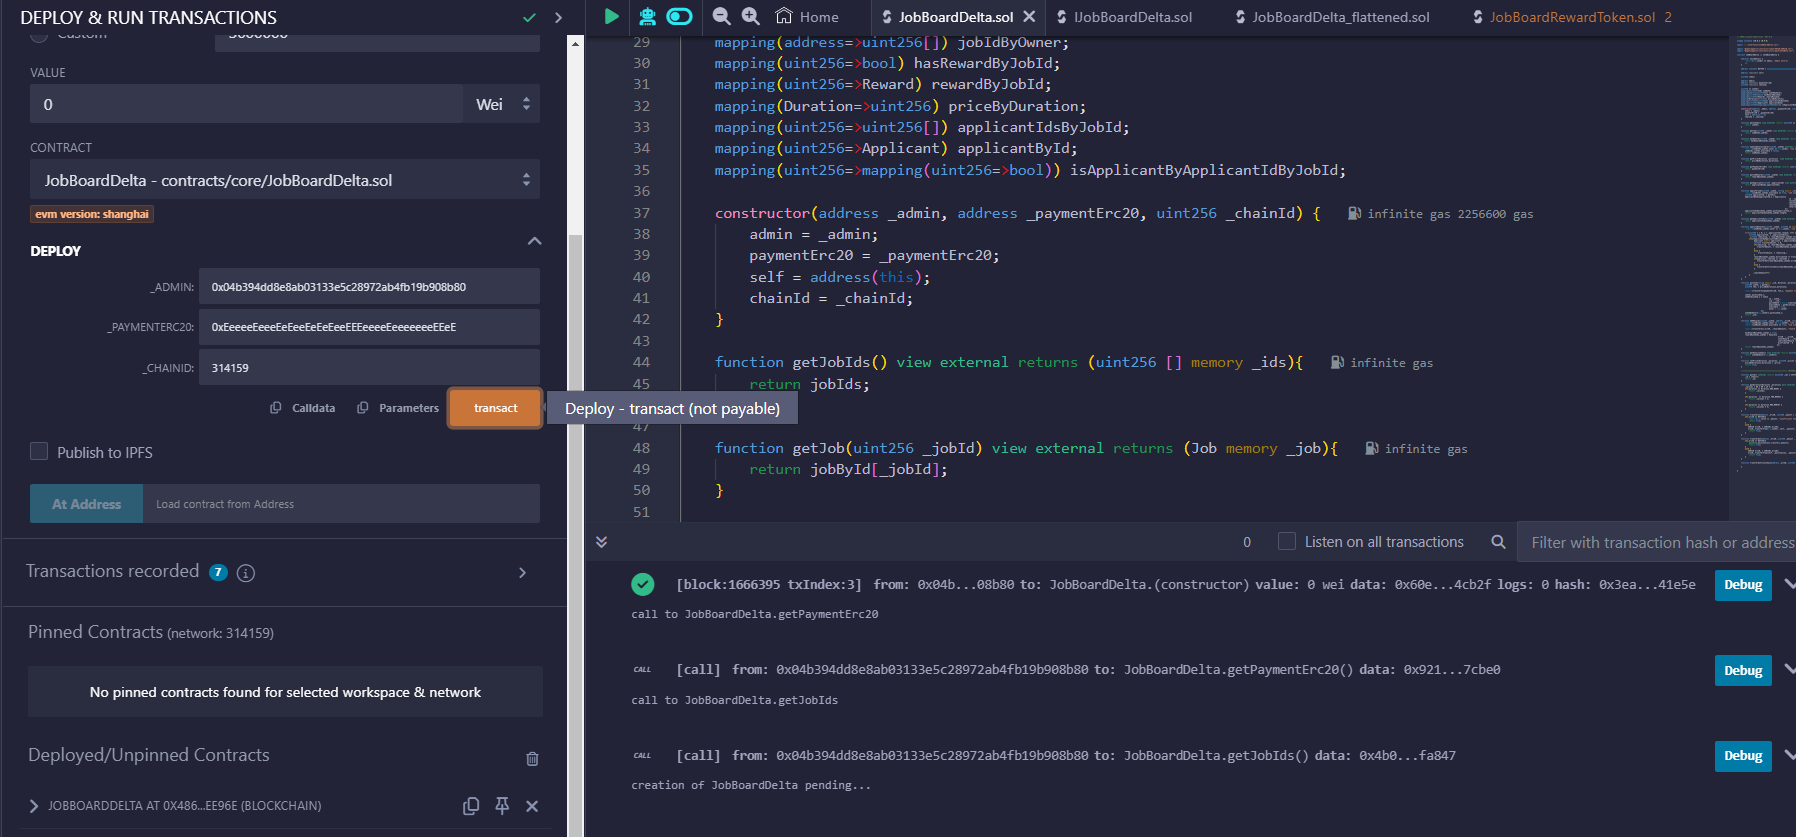 DEPLOY & RUN TRANSACTIONS
Custom
3000000
VALUE
0
Wei
CONTRACT
JobBoardDelta - contracts/core/JobBoardDelta.sol
evm version: shanghai
DEPLOY
_ADMIN:
0x04b394dd8e8ab03133e5c28972ab4fb19b908b80
_PAYMENTERC20:
0xEeeeeEeeeEeEeeEeEeEeeEEEeeeeEeeeeeeeEEeE
_CHAINID:
314159
Calldata
Parameters
transact
Deploy - transact (not payable)
Publish to IPFS
At Address
Load contract from Address
Transactions recorded 7
Pinned Contracts (network: 314159)
No pinned contracts found for selected workspace & network
Deployed/Unpinned Contracts
JOBBOARDDELTA AT 0X486...EE96E (BLOCKCHAIN)
Home
JobBoardDelta.sol
IJobBoardDelta.sol
JobBoardDelta_flattened.sol
JobBoardRewardToken.sol 2
29 mapping(address=>uint256[]) jobIdByOwner;
30 mapping(uint256=>bool) hasRewardByJobId;
31 mapping(uint256=>Reward) rewardByJobId;
32 mapping(Duration=>uint256) priceByDuration;
33 mapping(uint256=>uint256[]) applicantIdsByJobId;
34 mapping(uint256=>Applicant) applicantById;
35 mapping(uint256=>mapping(uint256=>bool)) isApplicantByApplicantIdByJobId;
36
37 constructor(address _admin, address _paymentErc20, uint256 _chainId) { infinite gas 2256600 gas
38 admin = _admin;
39 paymentErc20 = _paymentErc20;
40 self = address(this);
41 chainId = _chainId;
42 }
43
44 function getJobIds() view external returns (uint256 [] memory _ids){ infinite gas
45 return jobIds;
47
48 function getJob(uint256 _jobId) view external returns (Job memory _job){ infinite gas
49 return jobById[_jobId];
50 }
51
0
Listen on all transactions
Filter with transaction hash or address
[block:1666395 txIndex:3] from: 0x04b...08b80 to: JobBoardDelta.(constructor) value: 0 wei data: 0x60e...4cb2f logs: 0 hash: 0x3ea...41e5e
Debug
call to JobBoardDelta.getPaymentErc20
CALL [call] from: 0x04b394dd8e8ab03133e5c28972ab4fb19b908b80 to: JobBoardDelta.getPaymentErc20() data: 0x921...7cbe0
Debug
call to JobBoardDelta.getJobIds
CALL [call] from: 0x04b394dd8e8ab03133e5c28972ab4fb19b908b80 to: JobBoardDelta.getJobIds() data: 0x4b0...fa847
Debug
creation of JobBoardDelta pending...